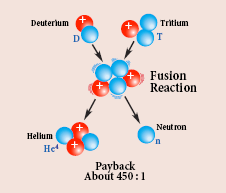 Deuterium + Tritium +
D T
+ + Fusion
Reaction
Helium + Neutron
He⁴ + n
Payback
About 450 : 1